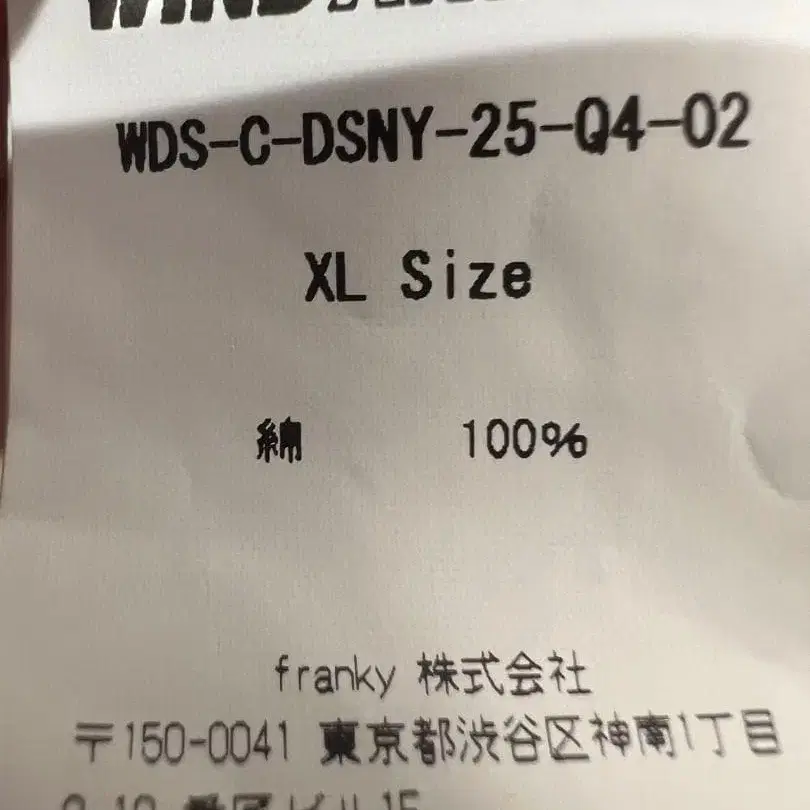 WDS-C-DSNY-25-Q4-02
XL Size
綿 100%
franky 株式会社
〒150-0041 東京都渋谷区神南1丁目